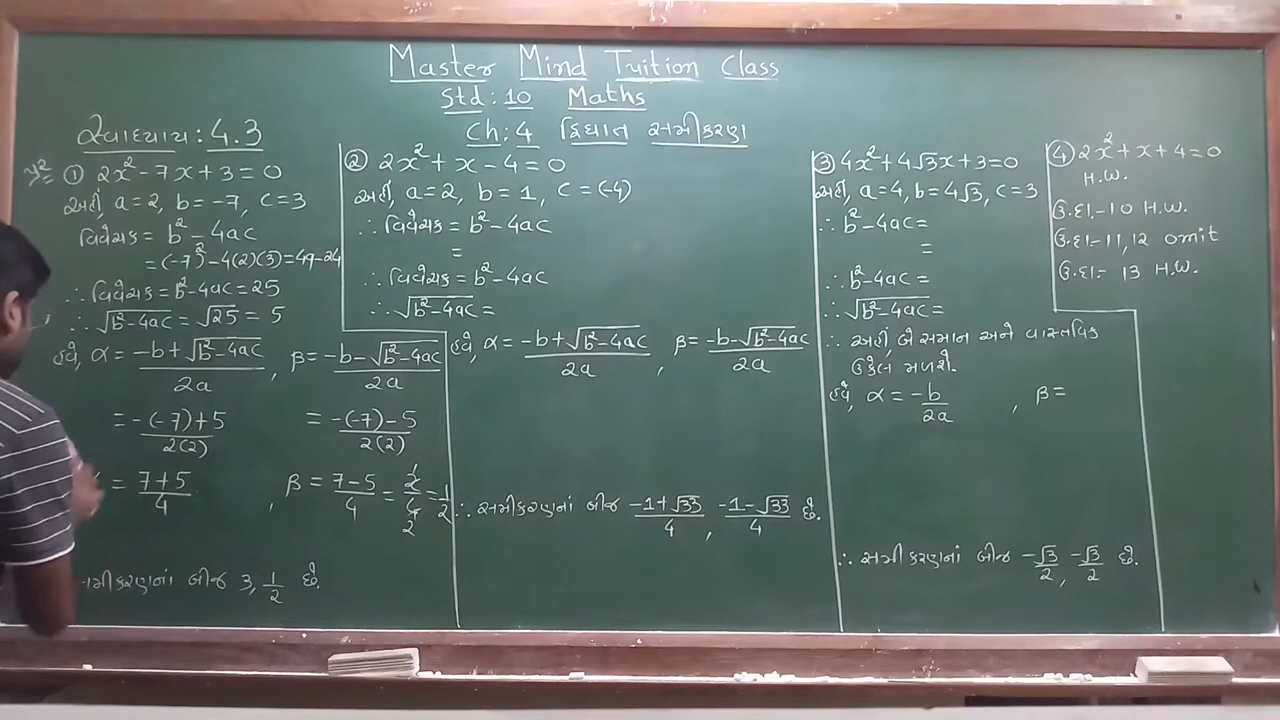 Master Mind Tuition Class
Std: 10 Maths
Ch: 4 દ્વિઘાત સમીકરણ
સ્વાધ્યાય: 4.3
① 2x² - 7x + 3 = 0
અહીં, a = 2, b = -7, c = 3
વિવેચક = b² - 4ac
= (-7)² - 4(2)(3) = 49 - 24
∴ વિવેચક = b² - 4ac = 25
∴ √(b² - 4ac) = √25 = 5
હવે, α = (-b + √(b² - 4ac)) / 2a , β = (-b - √(b² - 4ac)) / 2a
= (-(-7) + 5) / 2(2) = (-(-7) - 5) / 2(2)
= (7 + 5) / 4 , β = (7 - 5) / 4 = 2/4 = 1/2
સમીકરણનાં બીજ 3, 1/2 છે.
② 2x² + x - 4 = 0
અહીં, a = 2, b = 1, c = (-4)
∴ વિવેચક = b² - 4ac
=
∴ વિવેચક = b² - 4ac
∴ √(b² - 4ac) =
હવે, α = (-b + √(b² - 4ac)) / 2a , β = (-b - √(b² - 4ac)) / 2a
∴ સમીકરણનાં બીજ (-1 + √33) / 4 , (-1 - √33) / 4 છે.
③ 4x² + 4√3x + 3 = 0
અહીં, a = 4, b = 4√3, c = 3
∴ b² - 4ac =
=
∴ b² - 4ac =
∴ √(b² - 4ac) =
∴ અહીં, બે સમાન અને વાસ્તવિક
ઉકેલ મળશે.
હવે, α = -b / 2a , β =
∴ સમીકરણનાં બીજ -√3/2 , -√3/2 છે.
④ 2x² + x + 4 = 0
H.W.
ઉ.દા.-10 H.W.
ઉ.દા.-11, 12 omit
ઉ.દા.- 13 H.W.